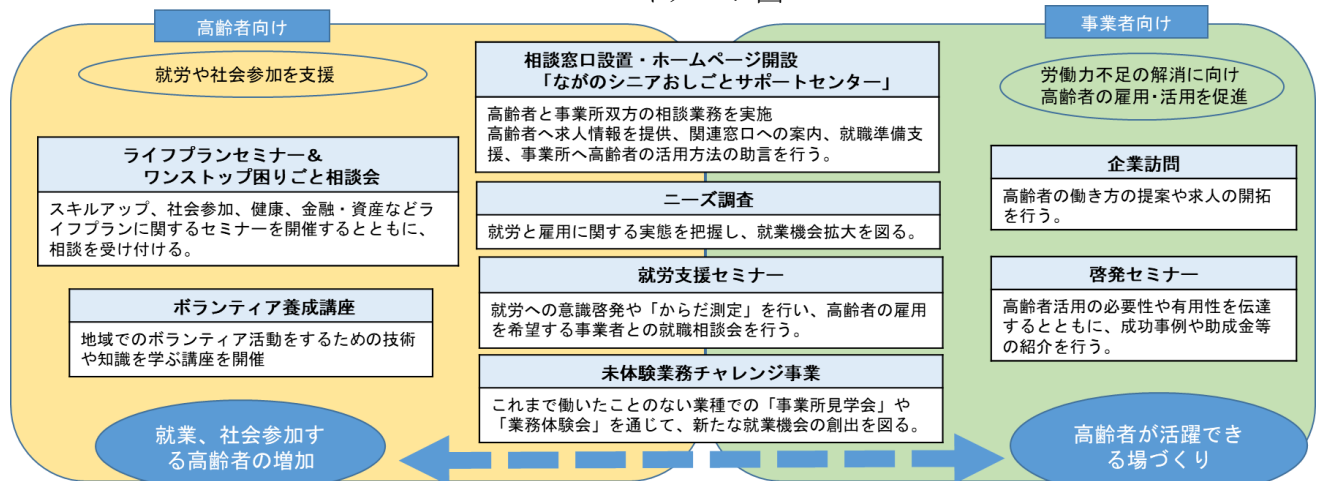 高齢者向け
就労や社会参加を支援
ライフプランセミナー＆
ワンストップ困りごと相談会
スキルアップ、社会参加、健康、金融・資産などラ
イフプランに関するセミナーを開催するとともに、
相談を受け付ける。
ボランティア養成講座
地域でのボランティア活動をするための技術
や知識を学ぶ講座を開催
就業、社会参加す
る高齢者の増加
相談窓口設置・ホームページ開設
「ながのシニアおしごとサポートセンター」
高齢者と事業所双方の相談業務を実施
高齢者へ求人情報を提供、関連窓口への案内、就職準備支
援、事業所へ高齢者の活用方法の助言を行う。
ニーズ調査
就労と雇用に関する実態を把握し、就業機会拡大を図る。
就労支援セミナー
就労への意識啓発や「からだ測定」を行い、高齢者の雇用
を希望する事業者との就職相談会を行う。
未体験業務チャレンジ事業
これまで働いたことのない業種での「事業所見学会」や
「業務体験会」を通じて、新たな就業機会の創出を図る。
事業者向け
労働力不足の解消に向け
高齢者の雇用・活用を促進
企業訪問
高齢者の働き方の提案や求人の開拓
を行う。
啓発セミナー
高齢者活用の必要性や有用性を伝達
するとともに、成功事例や助成金等
の紹介を行う。
高齢者が活躍でき
る場づくり